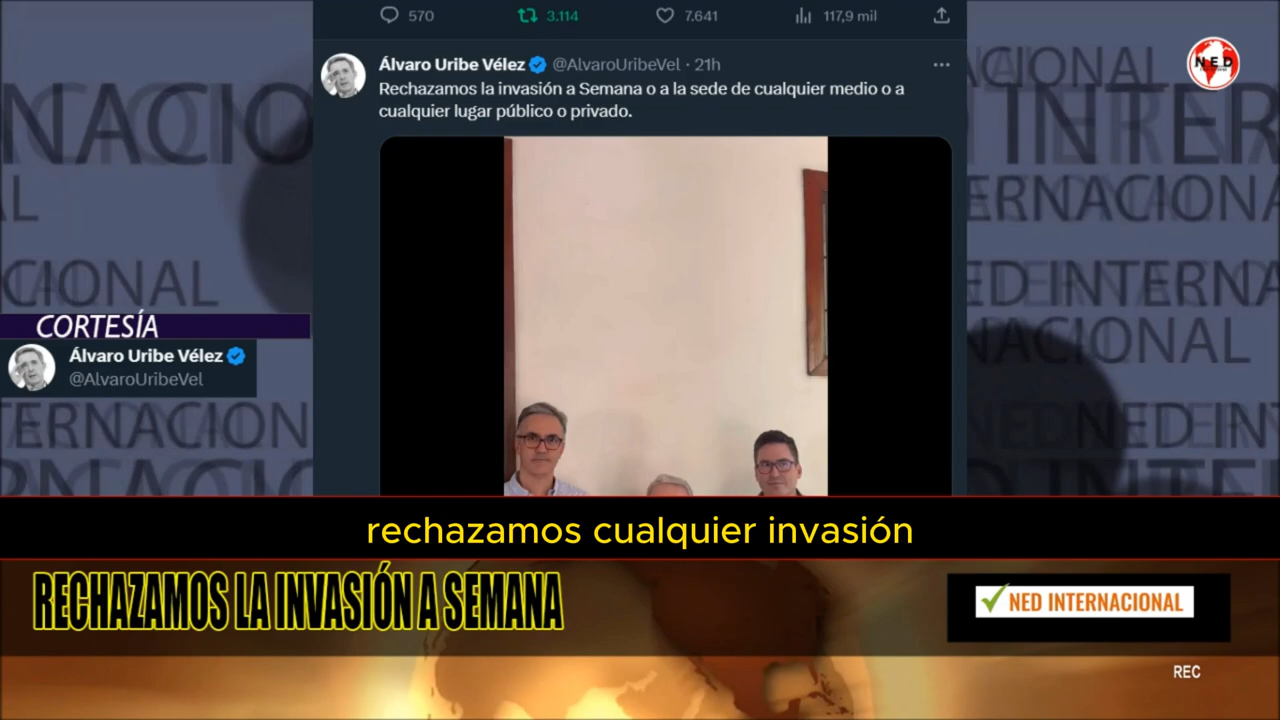 570 3.114 7.641 117,9 mil
Álvaro Uribe Vélez @AlvaroUribeVel · 21h
Rechazamos la invasión a Semana o a la sede de cualquier medio o a
cualquier lugar público o privado.
NED
CORTESÍA
Álvaro Uribe Vélez
@AlvaroUribeVel
rechazamos cualquier invasión
RECHAZAMOS LA INVASIÓN A SEMANA
NED INTERNACIONAL
REC